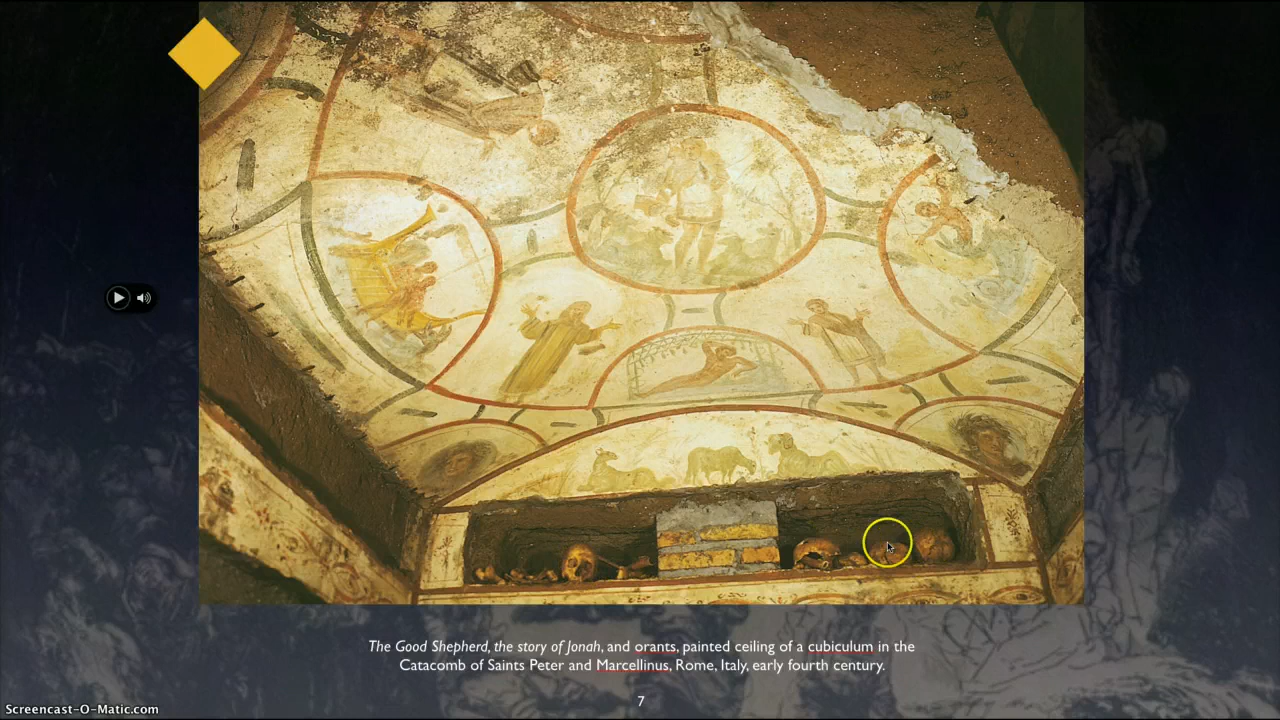 The Good Shepherd, the story of Jonah, and orants, painted ceiling of a cubiculum in the
Catacomb of Saints Peter and Marcellinus, Rome, Italy, early fourth century.
7
Screencast-O-Matic.com